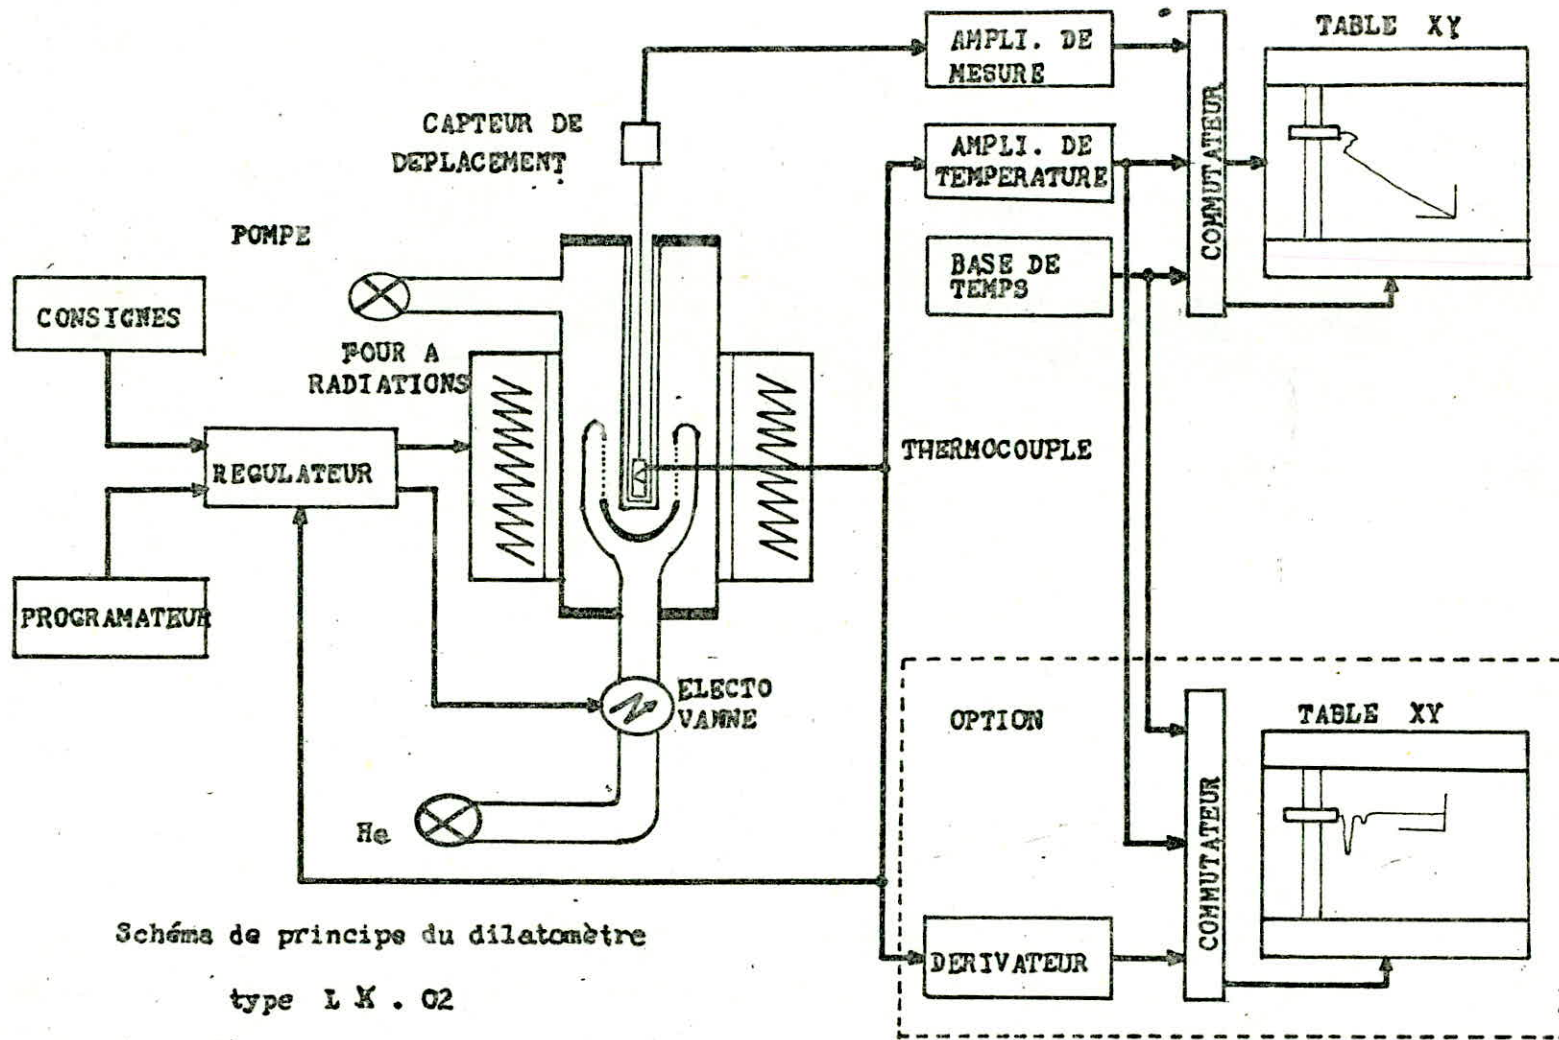 AMPLI. DE
MESURE
TABLE XY
CAPTEUR DE
DEPLACEMENT
AMPLI. DE
TEMPERATURE
COMMUTATEUR
POMPE
BASE DE
TEMPS
CONSIGNES
FOUR A
RADIATIONS
REGULATEUR
THERMOCOUPLE
PROGRAMATEUR
ELECTO
VANNE
OPTION
TABLE XY
COMMUTATEUR
He
DERIVATEUR
Schéma de principe du dilatomètre
type L K . 02